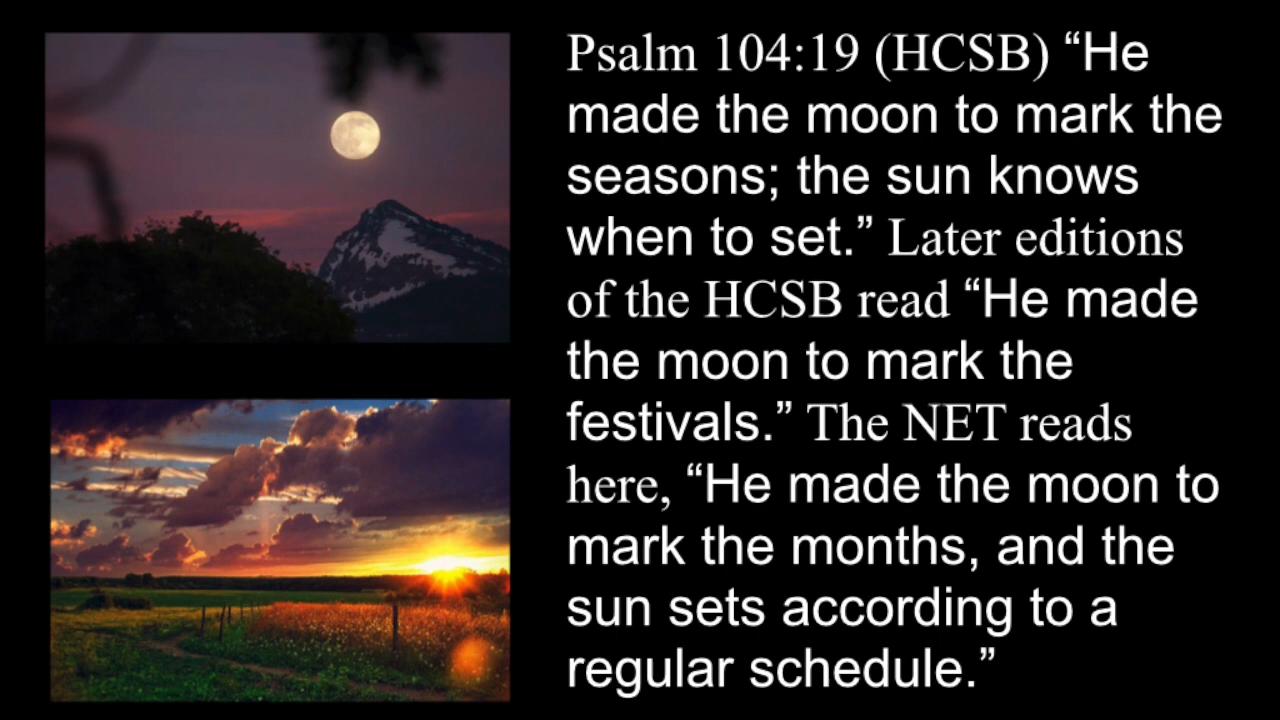 Psalm 104:19 (HCSB) “He
made the moon to mark the
seasons; the sun knows
when to set.” Later editions
of the HCSB read “He made
the moon to mark the
festivals.” The NET reads
here, “He made the moon to
mark the months, and the
sun sets according to a
regular schedule.”